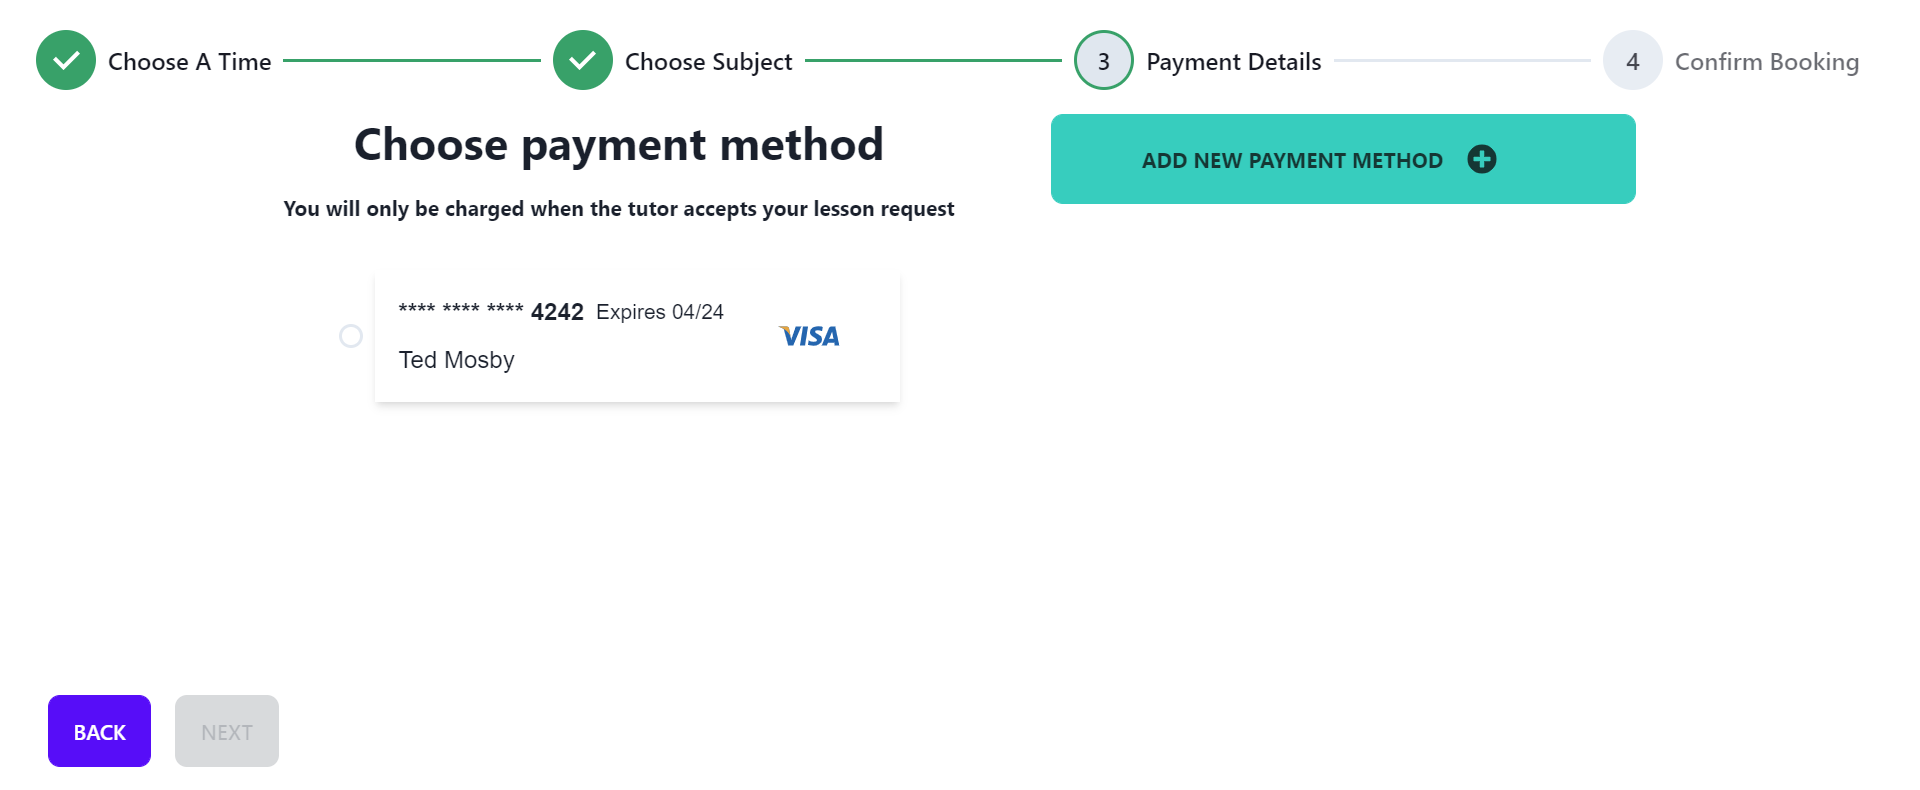 Choose A Time
Choose Subject
3 Payment Details
4 Confirm Booking
Choose payment method
ADD NEW PAYMENT METHOD
You will only be charged when the tutor accepts your lesson request
**** **** **** 4242 Expires 04/24
VISA
Ted Mosby
BACK
NEXT